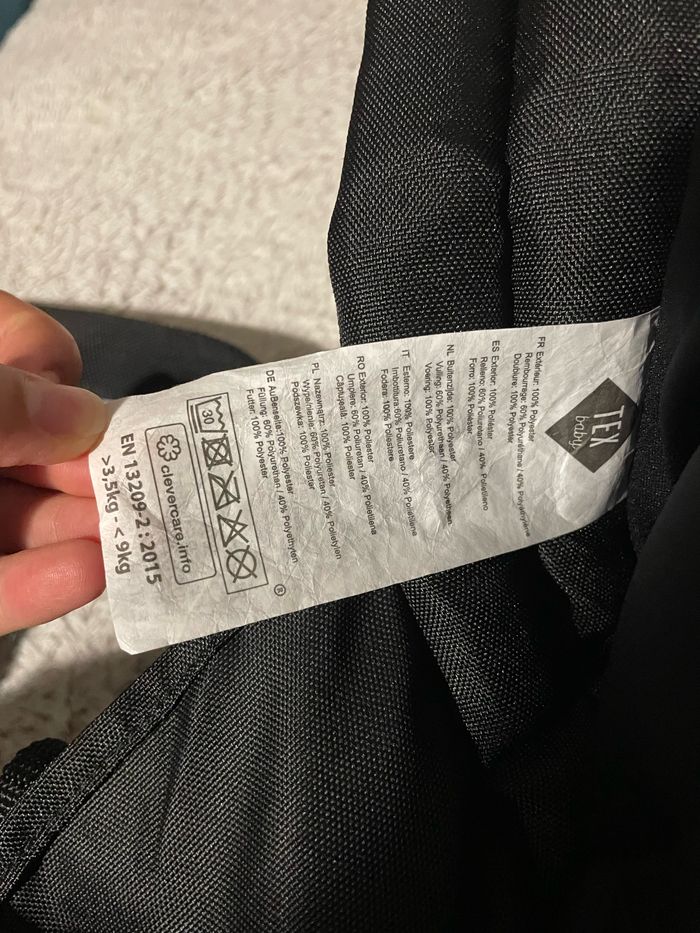 TEX
baby
FR Extérieur: 100% Polyester
Rembourrage: 60% Polyuréthane / 40% Polyéthylène
Doublure: 100% Polyester
ES Exterior: 100% Poliéster
Relleno: 60% Poliuretano / 40% Polietileno
Forro: 100% Poliéster
NL Buitenzijde: 100% Polyester
Vulling: 60% Polyurethaan / 40% Polyetheen
Voering: 100% Polyester
IT Esterno: 100% Poliestere
Imbottitura: 60% Poliuretano / 40% Polietilene
Fodera: 100% Poliestere
RO Exterior: 100% Poliester
Umplere: 60% Poliuretan / 40% Polietilena
Căptușeală: 100% Poliester
PL Nazewnątrz: 100% Poliester
Wypełnienie: 60% Polyuretan / 40% Polietylen
Podszewka: 100% Poliester
DE Außenseite: 100% Polyester
Füllung: 60% Polyurethan / 40% Polyethylen
Futter: 100% Polyester
®
30
clevercare.info
EN 13209-2 : 2015
>3,5kg - < 9Kg